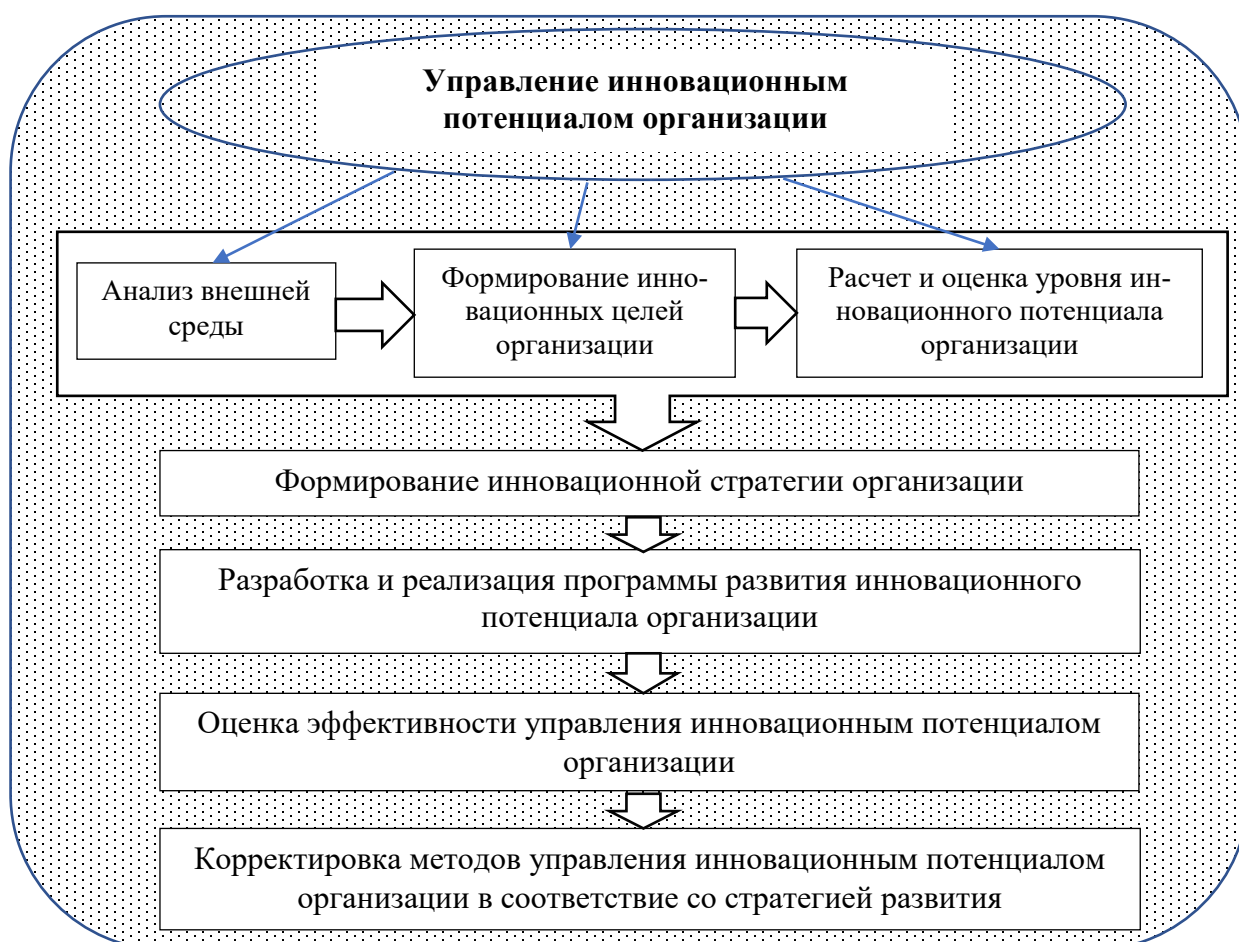 Управление инновационным
потенциалом организации
Анализ внешней
среды
Формирование инно-
вационных целей
организации
Расчет и оценка уровня ин-
новационного потенциала
организации
Формирование инновационной стратегии организации
Разработка и реализация программы развития инновационного
потенциала организации
Оценка эффективности управления инновационным потенциалом
организации
Корректировка методов управления инновационным потенциалом
организации в соответствие со стратегией развития